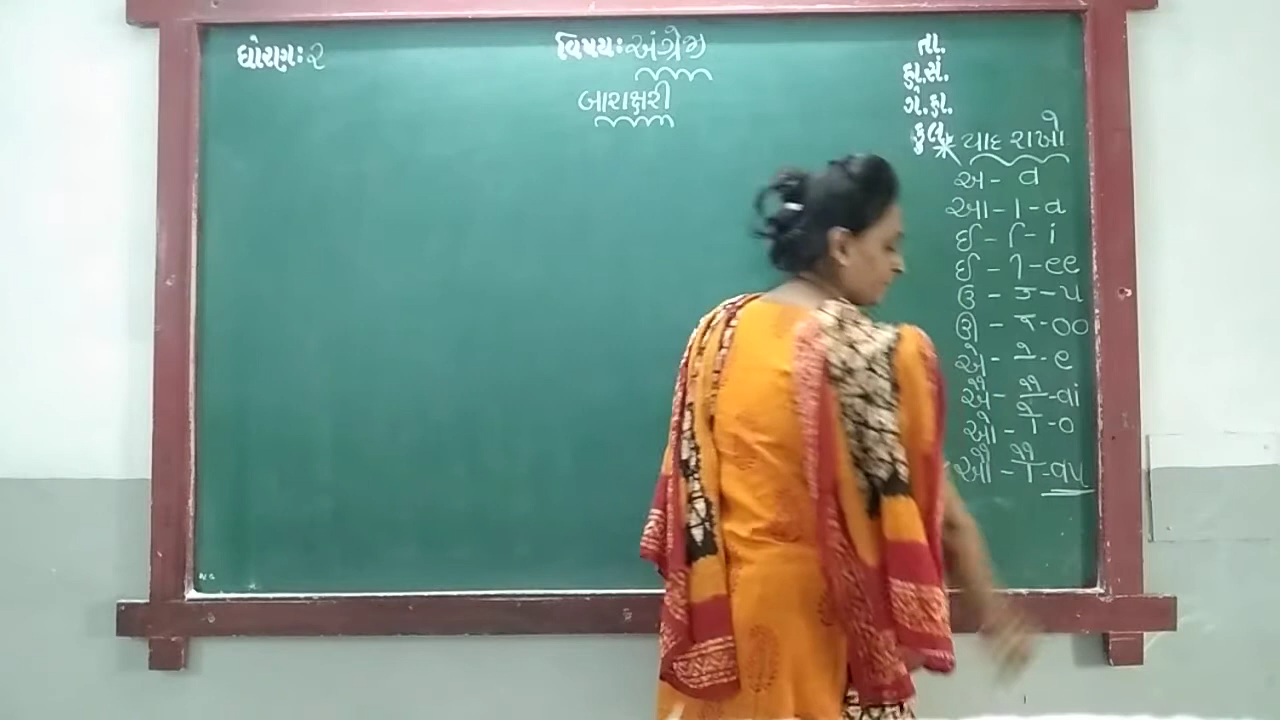 ધોરણઃ૨
વિષયઃઅંગ્રેજી
બારાક્ષરી
તા.
ફા.સં.
ગે.હા.
કુલ
* યાદ રાખો
અ - a
આ - ા - a
ઈ - િ - i
ઈ - ી - ee
ઉ - ુ - u
ઊ - ૂ - oo
એ - ે - e
ઐ - ૈ - ai
ઓ - ો - o
ઔ - ૌ - au